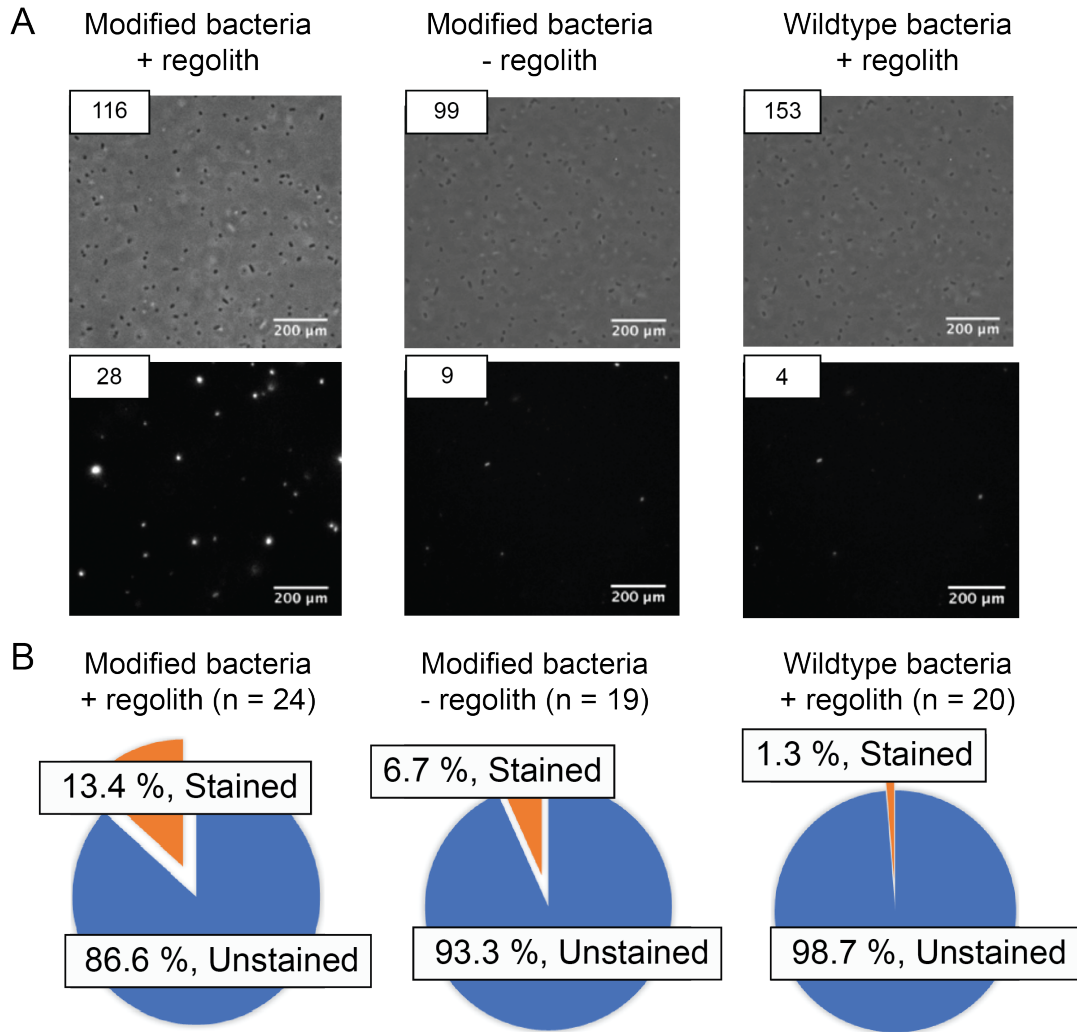 A
Modified bacteria
+ regolith
Modified bacteria
- regolith
Wildtype bacteria
+ regolith
116
99
153
200 µm
200 µm
200 µm
28
9
4
200 µm
200 µm
200 µm
B
Modified bacteria
+ regolith (n = 24)
Modified bacteria
- regolith (n = 19)
Wildtype bacteria
+ regolith (n = 20)
13.4 %, Stained
6.7 %, Stained
1.3 %, Stained
86.6 %, Unstained
93.3 %, Unstained
98.7 %, Unstained